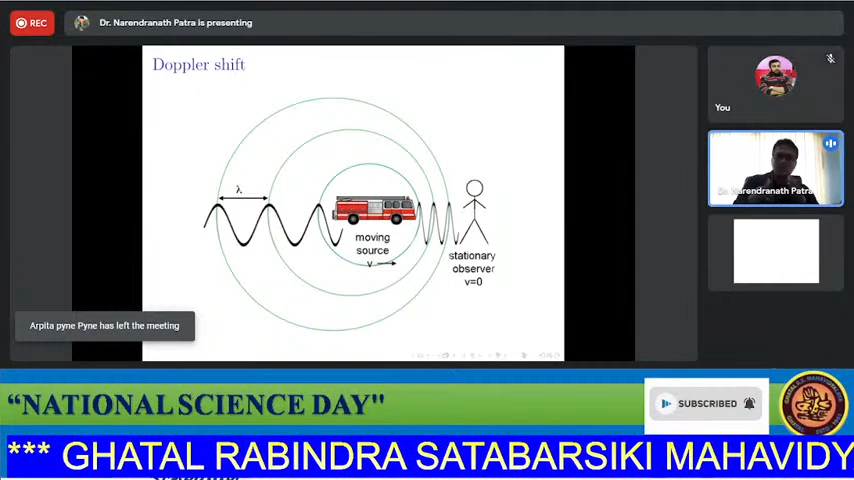 REC
Dr. Narendranath Patra is presenting
Doppler shift
λ
moving
source
v
stationary
observer
v=0
You
Dr. Narendranath Patra
Arpita pyne Pyne has left the meeting
"NATIONAL SCIENCE DAY"
SUBSCRIBED
*** GHATAL RABINDRA SATABARSIKI MAHAVIDY